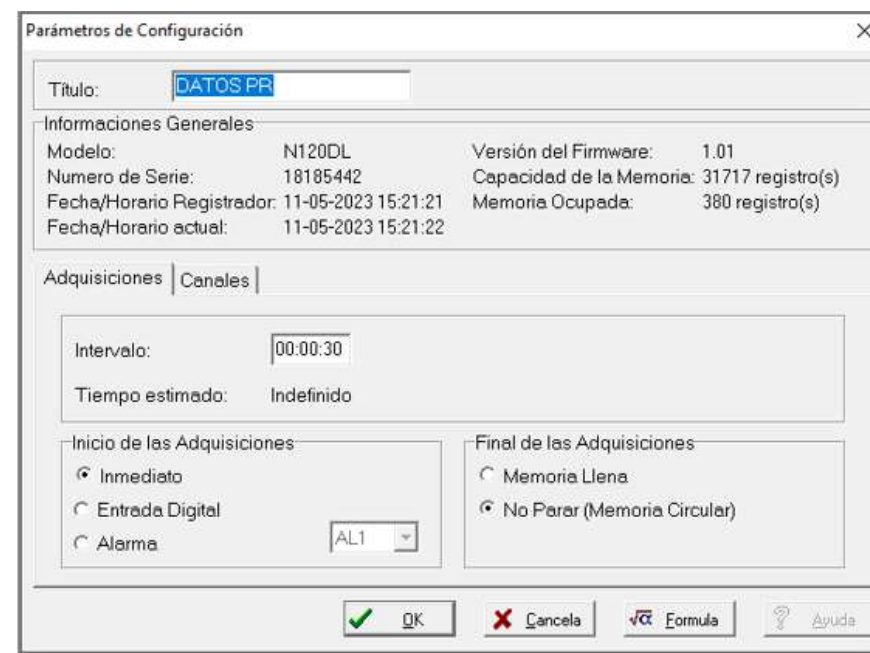 Parámetros de Configuración
Título: DATOS PR
Informaciones Generales
Modelo: N120DL Versión del Firmware: 1.01
Numero de Serie: 18185442 Capacidad de la Memoria: 31717 registro(s)
Fecha/Horario Registrador: 11-05-2023 15:21:21 Memoria Ocupada: 380 registro(s)
Fecha/Horario actual: 11-05-2023 15:21:22
Adquisiciones Canales
Intervalo: 00:00:30
Tiempo estimado: Indefinido
Inicio de las Adquisiciones Final de las Adquisiciones
Inmediato Memoria Llena
Entrada Digital No Parar (Memoria Circular)
Alarma AL1
OK Cancela √α Formula Ayuda